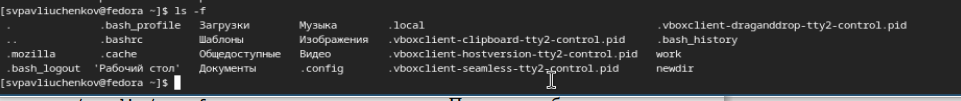 [svpavliuchenkov@fedora ~]$ ls -f
. .bash_profile Загрузки Музыка .local .vboxclient-draganddrop-tty2-control.pid
.. .bashrc Шаблоны Изображения .vboxclient-clipboard-tty2-control.pid .bash_history
.mozilla .cache Общедоступные Видео .vboxclient-hostversion-tty2-control.pid work
.bash_logout 'Рабочий стол' Документы .config .vboxclient-seamless-tty2-control.pid newdir
[svpavliuchenkov@fedora ~]$